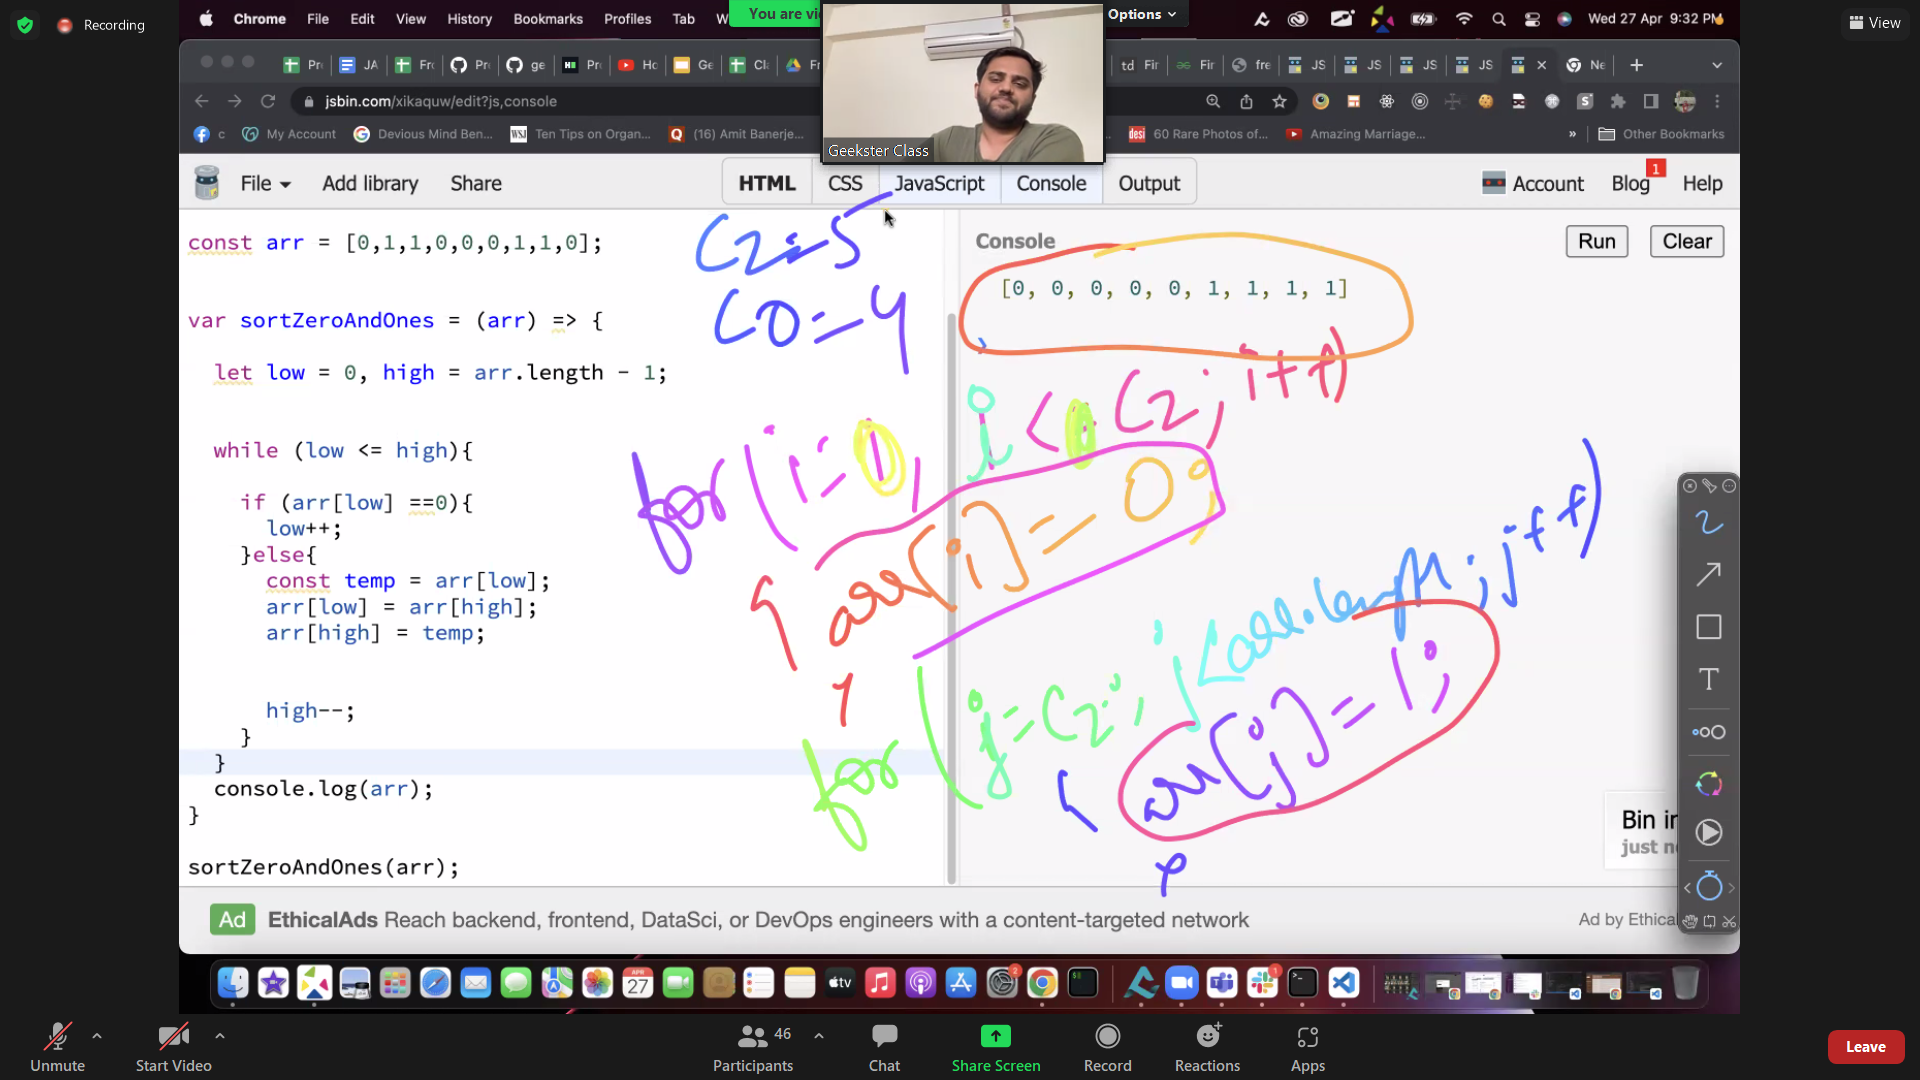 Recording
Chrome File Edit View History Bookmarks Profiles Tab
You are vi
Options
Wed 27 Apr 9:32 PM
View
jsbin.com/xikaquw/edit?js,console
c My Account Devious Mind Ben... Ten Tips on Organ... (16) Amit Banerje... 60 Rare Photos of... Amazing Marriage... » Other Bookmarks
Geekster Class
File Add library Share HTML CSS JavaScript Console Output Account Blog 1 Help
const arr = [0,1,1,0,0,0,1,1,0];
var sortZeroAndOnes = (arr) => {
let low = 0, high = arr.length - 1;
while (low <= high){
if (arr[low] ==0){
low++;
}else{
const temp = arr[low];
arr[low] = arr[high];
arr[high] = temp;
high--;
}
}
console.log(arr);
}
sortZeroAndOnes(arr);
Console Run Clear
[0, 0, 0, 0, 0, 1, 1, 1, 1]
C0=4
arr[i] = 0;
j<arr.length; j++)
arr[j] = 1;
Bin in
just n
Ad EthicalAds Reach backend, frontend, DataSci, or DevOps engineers with a content-targeted network
Ad by Ethica
Unmute Start Video Participants 46 Chat Share Screen Record Reactions Apps Leave